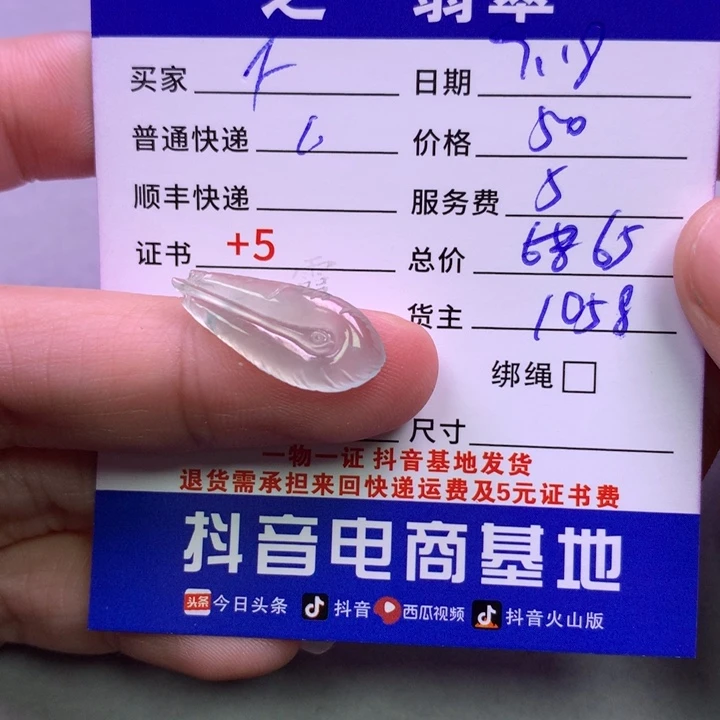 之 翡翠
买家 日期 7.19
普通快递 6 价格 50
顺丰快递 服务费 5
证书 +5 总价 65
货主 1058
绑绳
尺寸
一物一证 抖音基地发货
退货需承担来回快递运费及5元证书费
抖音电商基地
头条 今日头条 抖音 西瓜视频 抖音火山版